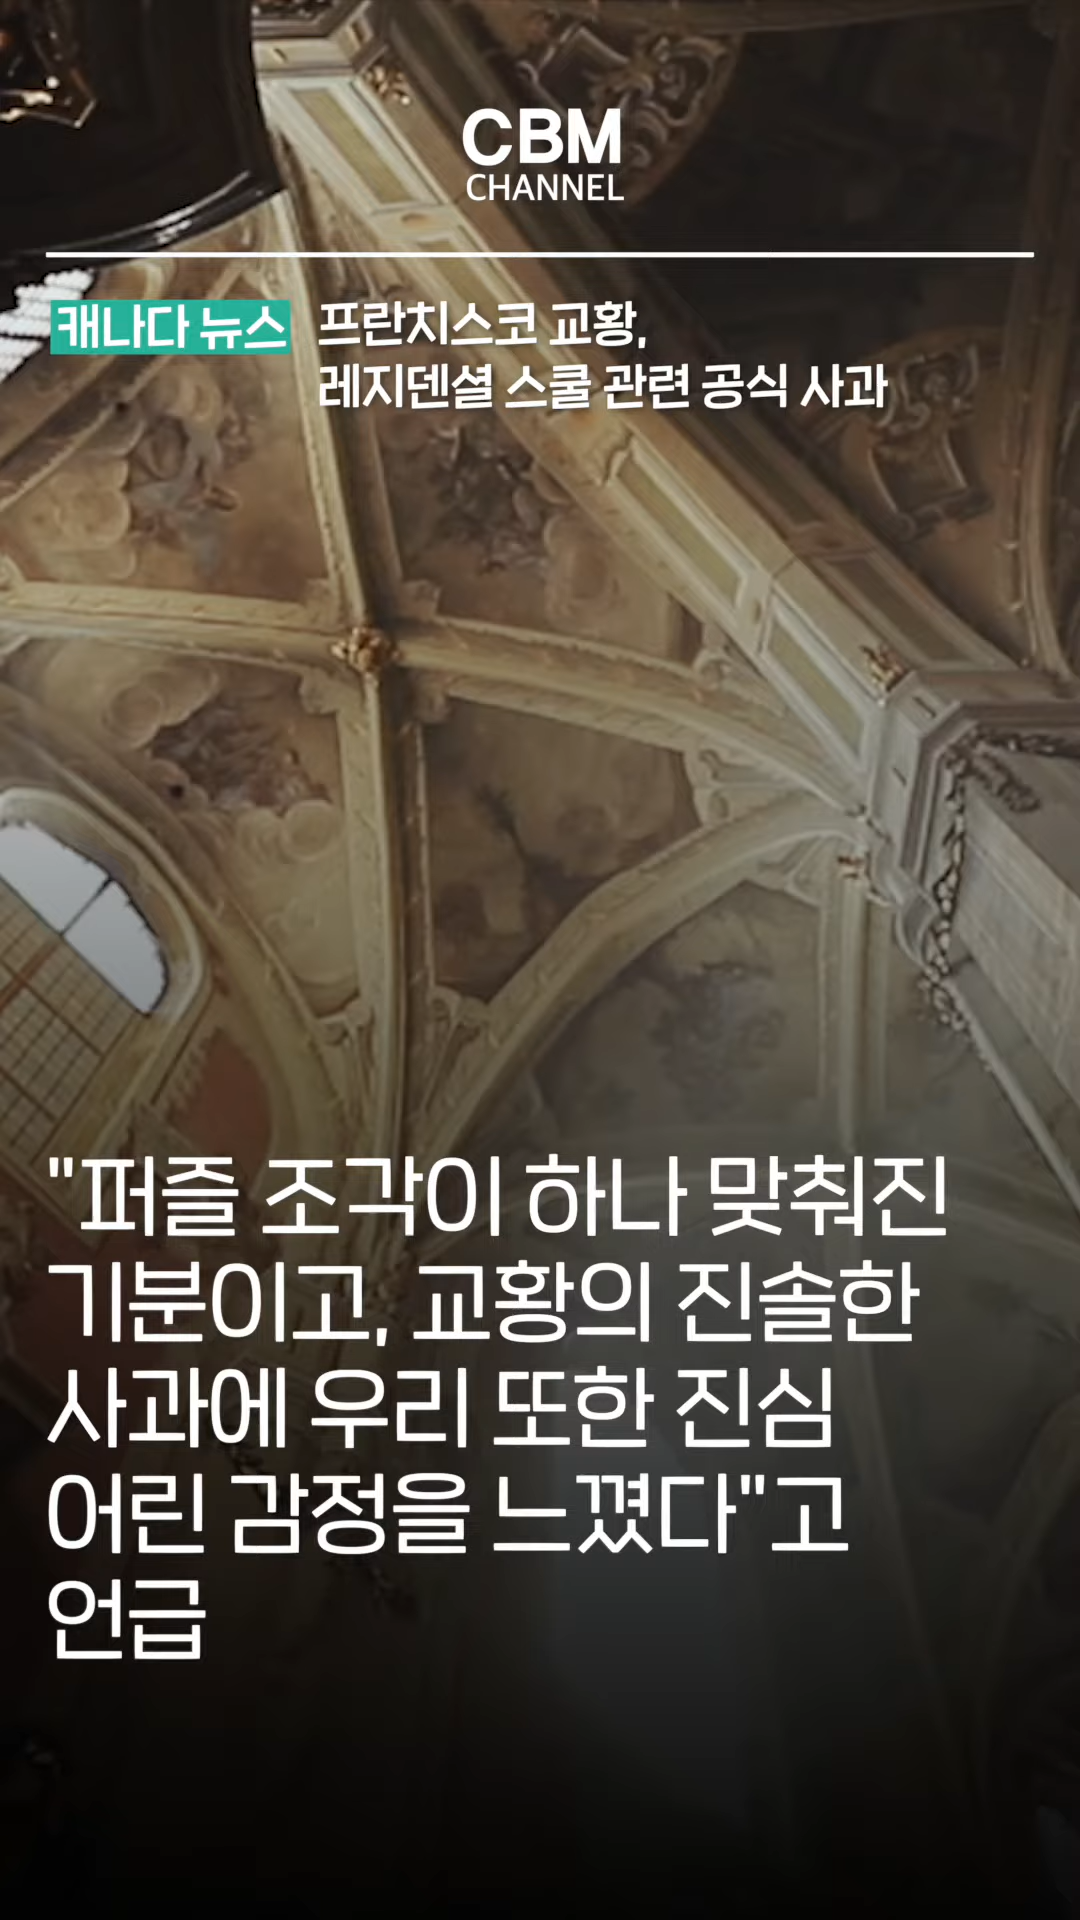 CBM
CHANNEL
캐나다 뉴스
프란치스코 교황,
레지덴셜 스쿨 관련 공식 사과
"퍼즐 조각이 하나 맞춰진
기분이고, 교황의 진솔한
사과에 우리 또한 진심
어린 감정을 느꼈다"고
언급